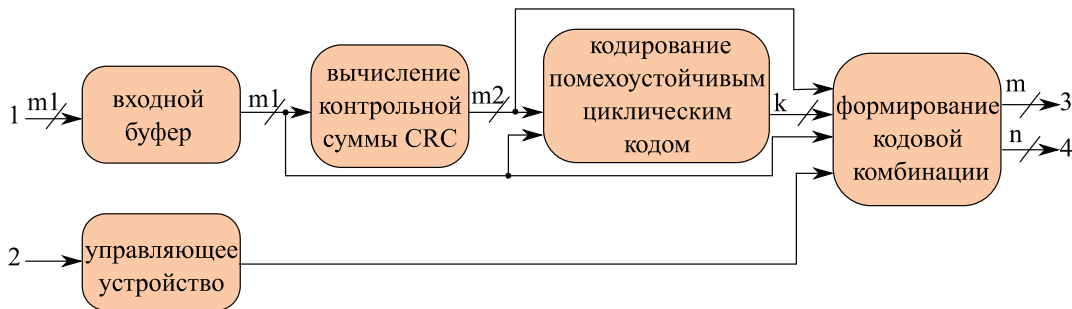 1
m1
входной
буфер
m1
вычисление
контрольной
суммы CRC
m2
кодирование
помехоустойчивым
циклическим
кодом
k
формирование
кодовой
комбинации
m
3
n
4
2
управляющее
устройство